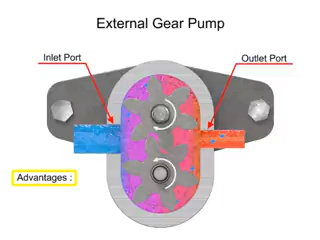 External Gear Pump
Inlet Port
Outlet Port
Advantages :